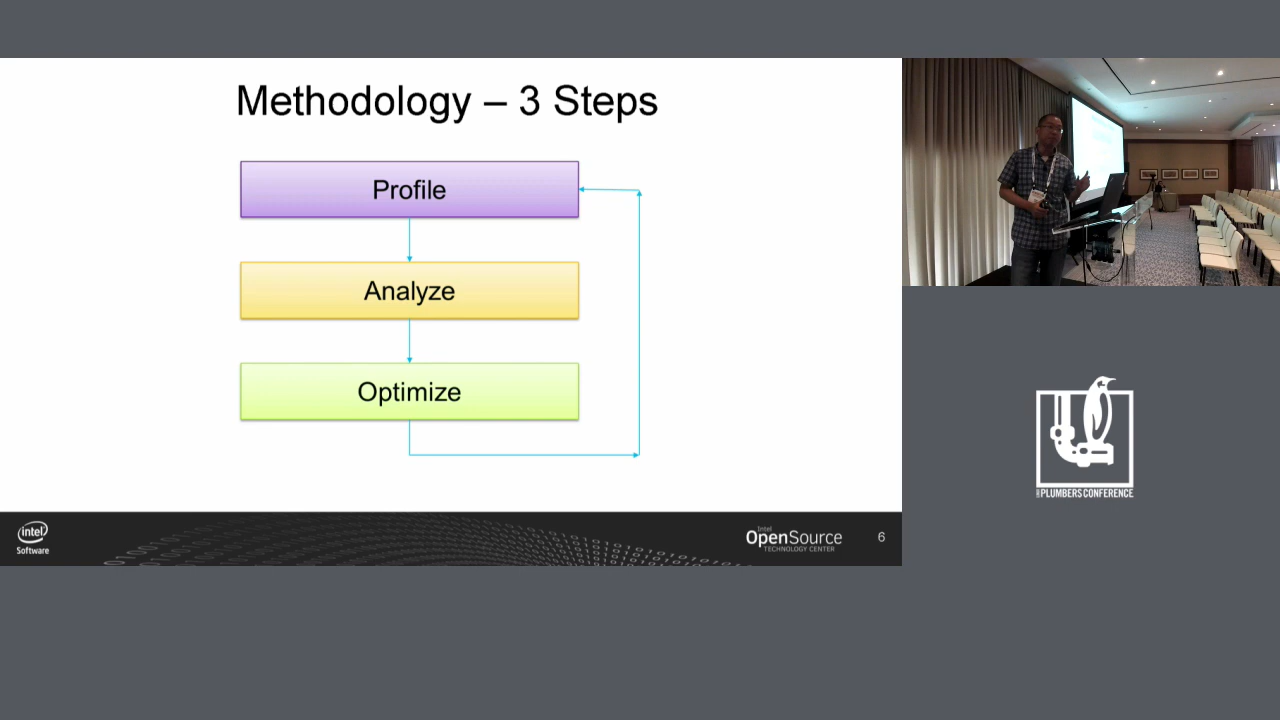 Methodology – 3 Steps
Profile
Analyze
Optimize
intel
Software
Intel
OpenSource
TECHNOLOGY CENTER
6
PLUMBERS CONFERENCE